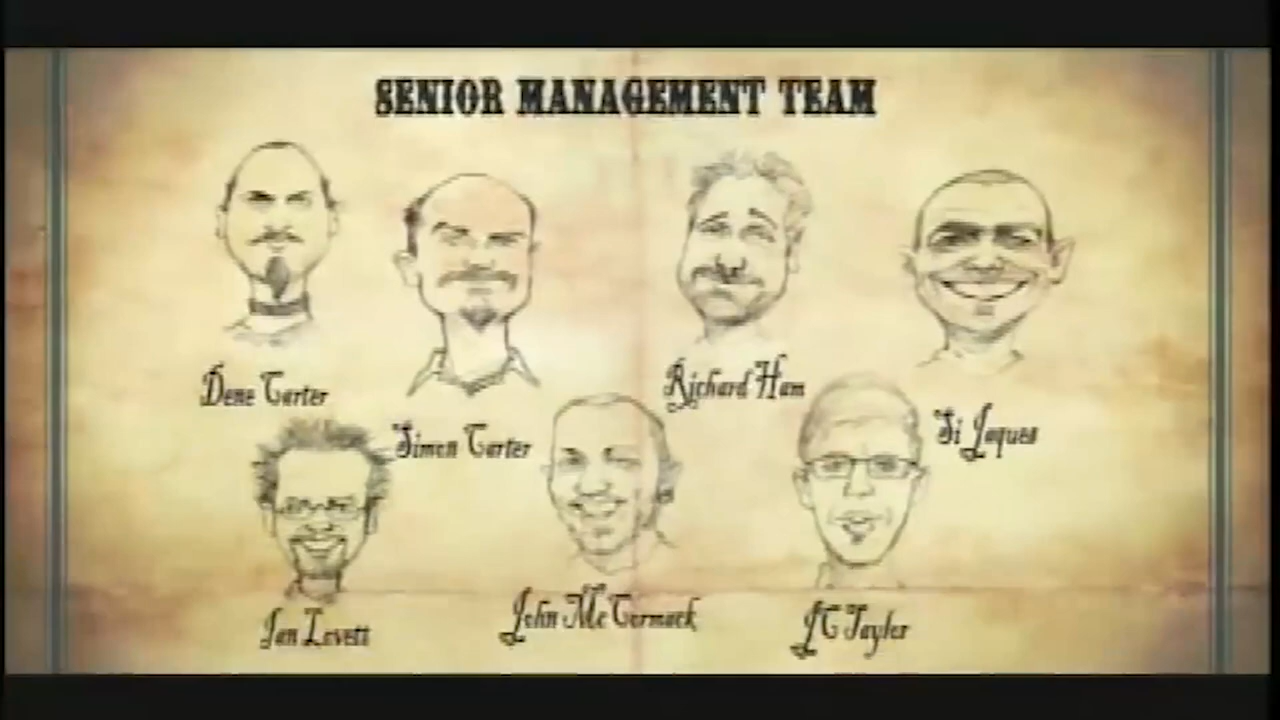 SENIOR MANAGEMENT TEAM
Dene Carter
Simon Carter
Richard Ham
Si Jaques
Ian Lovett
John McCormack
JC Taylor